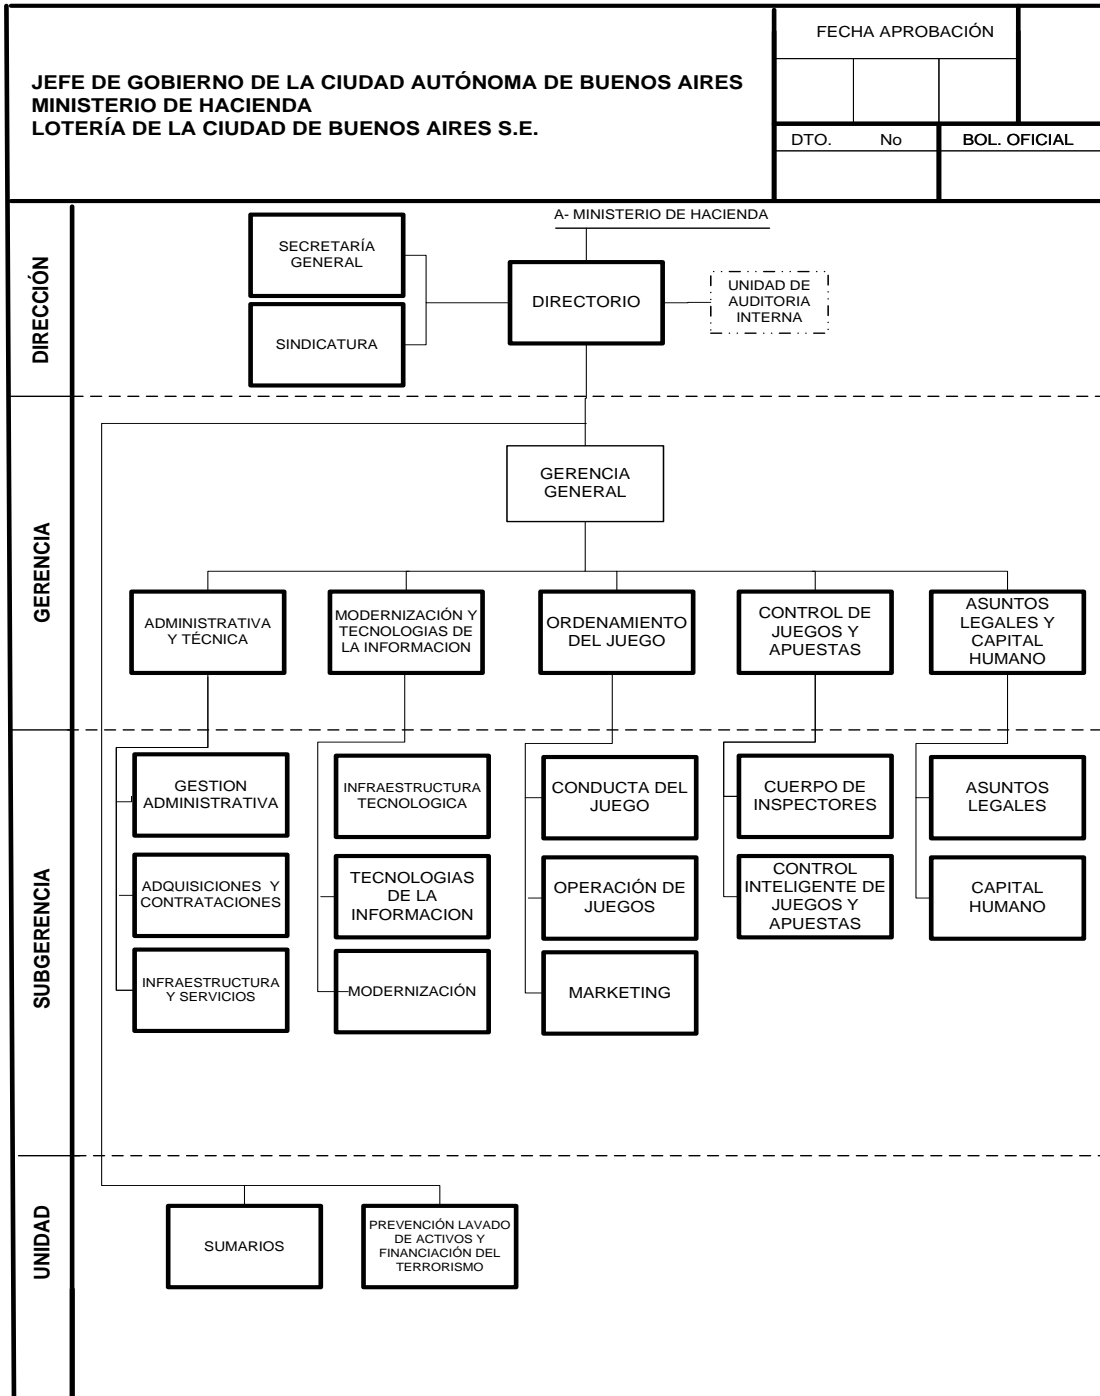 JEFE DE GOBIERNO DE LA CIUDAD AUTÓNOMA DE BUENOS AIRES
MINISTERIO DE HACIENDA
LOTERÍA DE LA CIUDAD DE BUENOS AIRES S.E.
FECHA APROBACIÓN
DTO. No
BOL. OFICIAL
DIRECCIÓN
A- MINISTERIO DE HACIENDA
SECRETARÍA
GENERAL
SINDICATURA
DIRECTORIO
UNIDAD DE
AUDITORIA
INTERNA
GERENCIA
GERENCIA
GENERAL
ADMINISTRATIVA
Y TÉCNICA
MODERNIZACIÓN Y
TECNOLOGIAS DE
LA INFORMACION
ORDENAMIENTO
DEL JUEGO
CONTROL DE
JUEGOS Y
APUESTAS
ASUNTOS
LEGALES Y
CAPITAL
HUMANO
SUBGERENCIA
GESTION
ADMINISTRATIVA
INFRAESTRUCTURA
TECNOLOGICA
CONDUCTA DEL
JUEGO
CUERPO DE
INSPECTORES
ASUNTOS
LEGALES
ADQUISICIONES Y
CONTRATACIONES
TECNOLOGIAS
DE LA
INFORMACION
OPERACIÓN DE
JUEGOS
CONTROL
INTELIGENTE DE
JUEGOS Y
APUESTAS
CAPITAL
HUMANO
INFRAESTRUCTURA
Y SERVICIOS
MODERNIZACIÓN
MARKETING
UNIDAD
SUMARIOS
PREVENCIÓN LAVADO
DE ACTIVOS Y
FINANCIACIÓN DEL
TERRORISMO